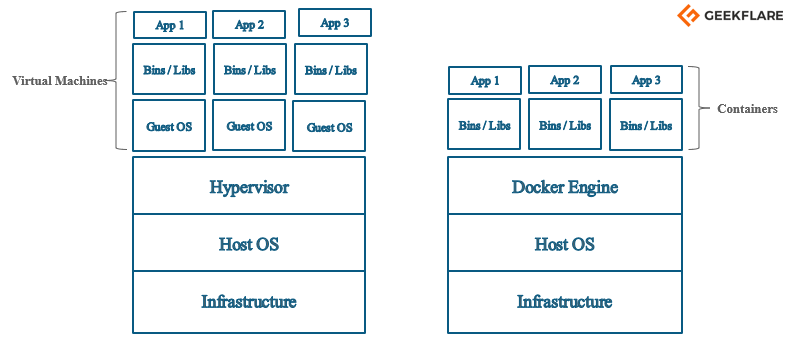 GEEKFLARE
Virtual Machines
App 1
App 2
App 3
Bins / Libs
Bins / Libs
Bins / Libs
Guest OS
Guest OS
Guest OS
Hypervisor
Host OS
Infrastructure
App 1
App 2
App 3
Bins / Libs
Bins / Libs
Bins / Libs
Containers
Docker Engine
Host OS
Infrastructure